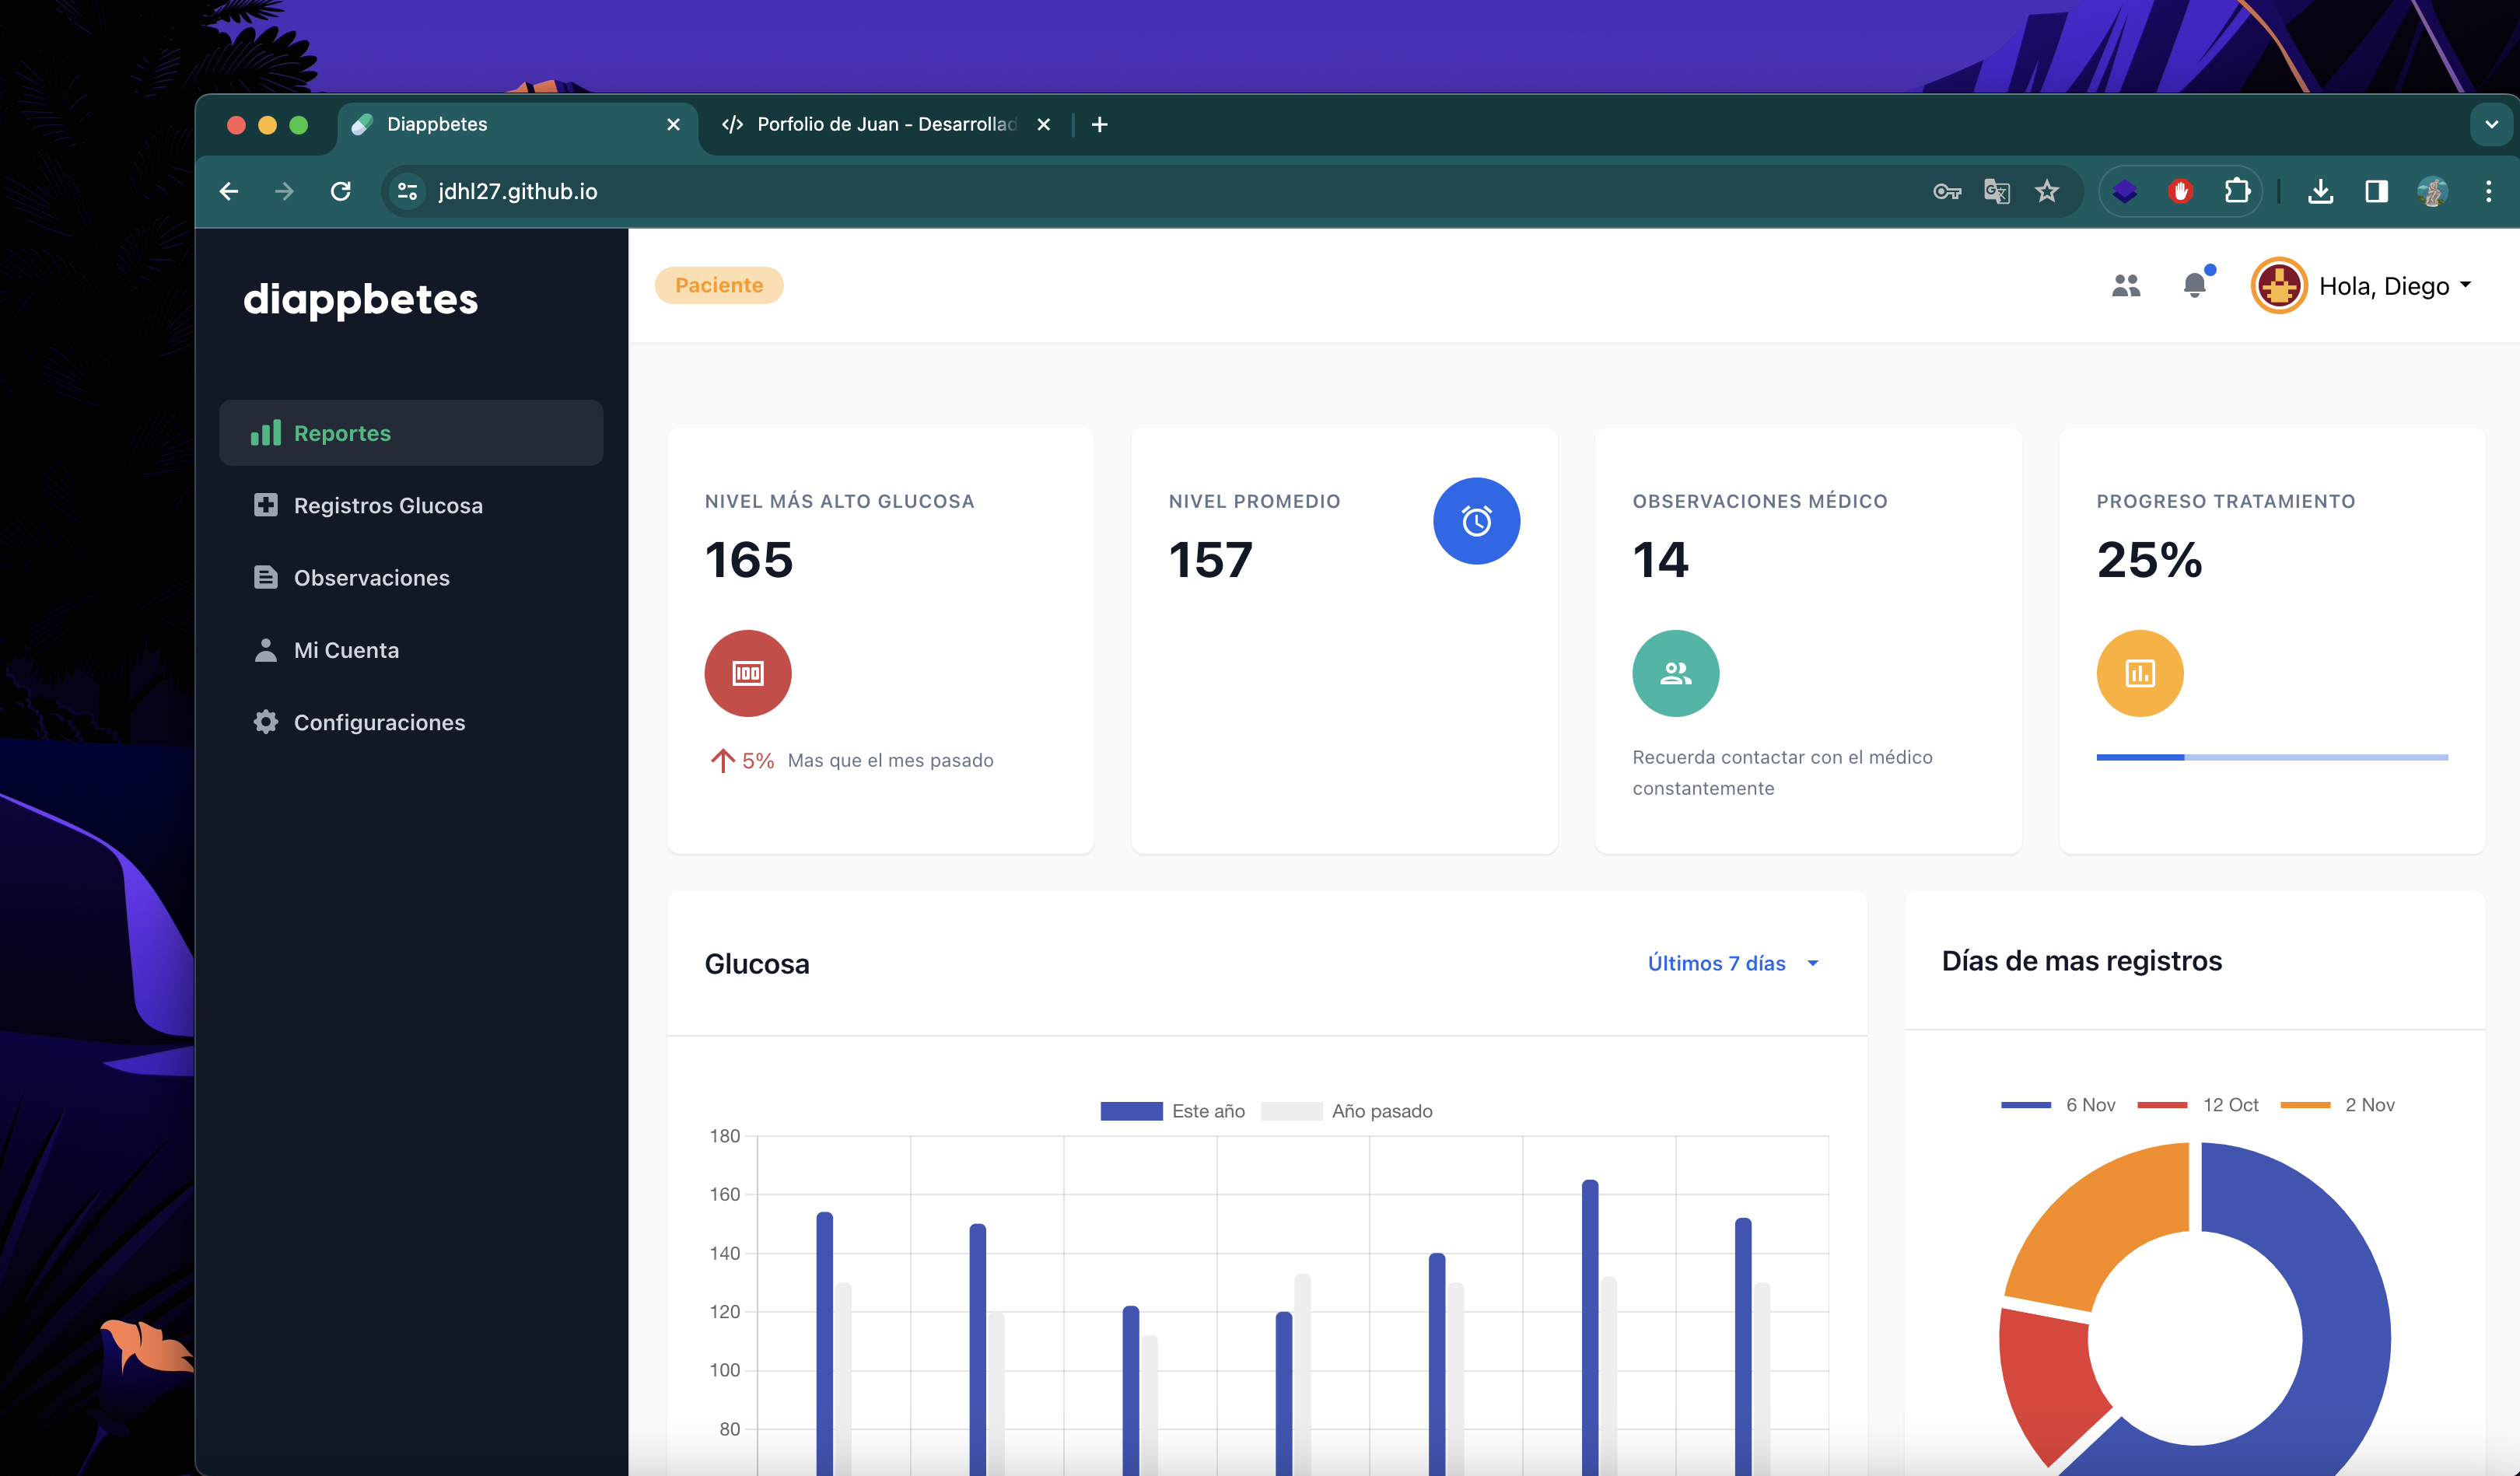 Diappbetes
Porfolio de Juan - Desarrollad
jdhl27.github.io
diappbetes
Paciente
Hola, Diego
Reportes
Registros Glucosa
Observaciones
Mi Cuenta
Configuraciones
NIVEL MÁS ALTO GLUCOSA
165
100
5% Mas que el mes pasado
NIVEL PROMEDIO
157
OBSERVACIONES MÉDICO
14
Recuerda contactar con el médico
constantemente
PROGRESO TRATAMIENTO
25%
Glucosa
Últimos 7 días
Este año Año pasado
180
160
140
120
100
80
Días de mas registros
6 Nov 12 Oct 2 Nov